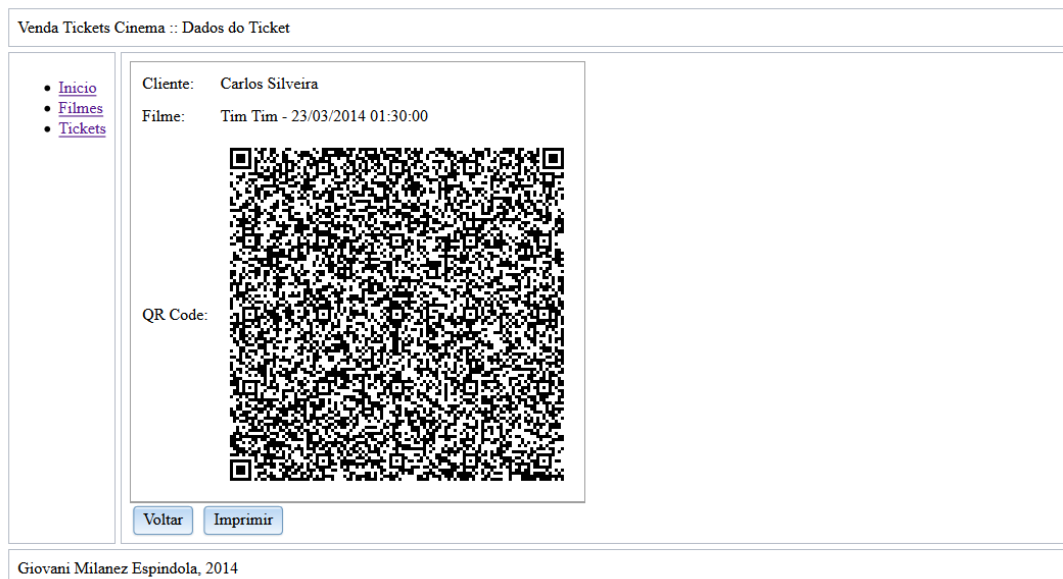 Venda Tickets Cinema :: Dados do Ticket
Inicio
Filmes
Tickets
Cliente: Carlos Silveira
Filme: Tim Tim - 23/03/2014 01:30:00
QR Code:
Voltar Imprimir
Giovani Milanez Espindola, 2014